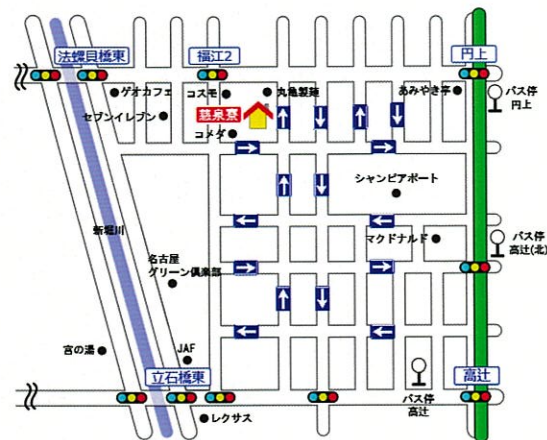 法螺貝橋東
福江2
円上
ゲオカフェ
コスモ
丸亀製麺
あみやき亭
バス停
円上
セブンイレブン
慈泉寮
コメダ
シャンピアポート
新堀川
マクドナルド
バス停
高辻(北)
名古屋
グリーン倶楽部
宮の湯
JAF
立石橋東
高辻
バス停
高辻
レクサス